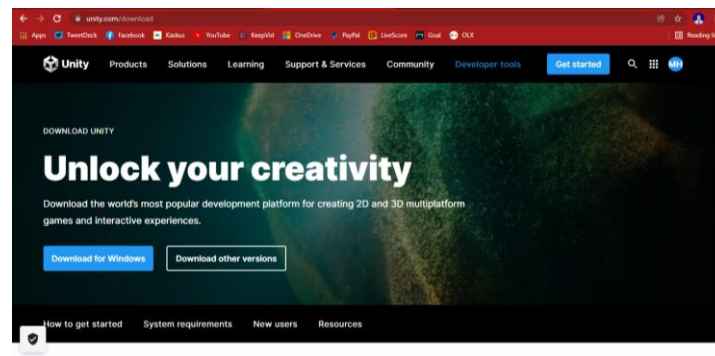 unity.com/download
Apps TweetDeck Facebook Kaskus YouTube KeepVid OneDrive PayPal LiveScore Goal OLX Reading li
Unity Products Solutions Learning Support & Services Community Developer tools Get started MH
DOWNLOAD UNITY
Unlock your creativity
Download the world's most popular development platform for creating 2D and 3D multiplatform
games and interactive experiences.
Download for Windows Download other versions
How to get started System requirements New users Resources